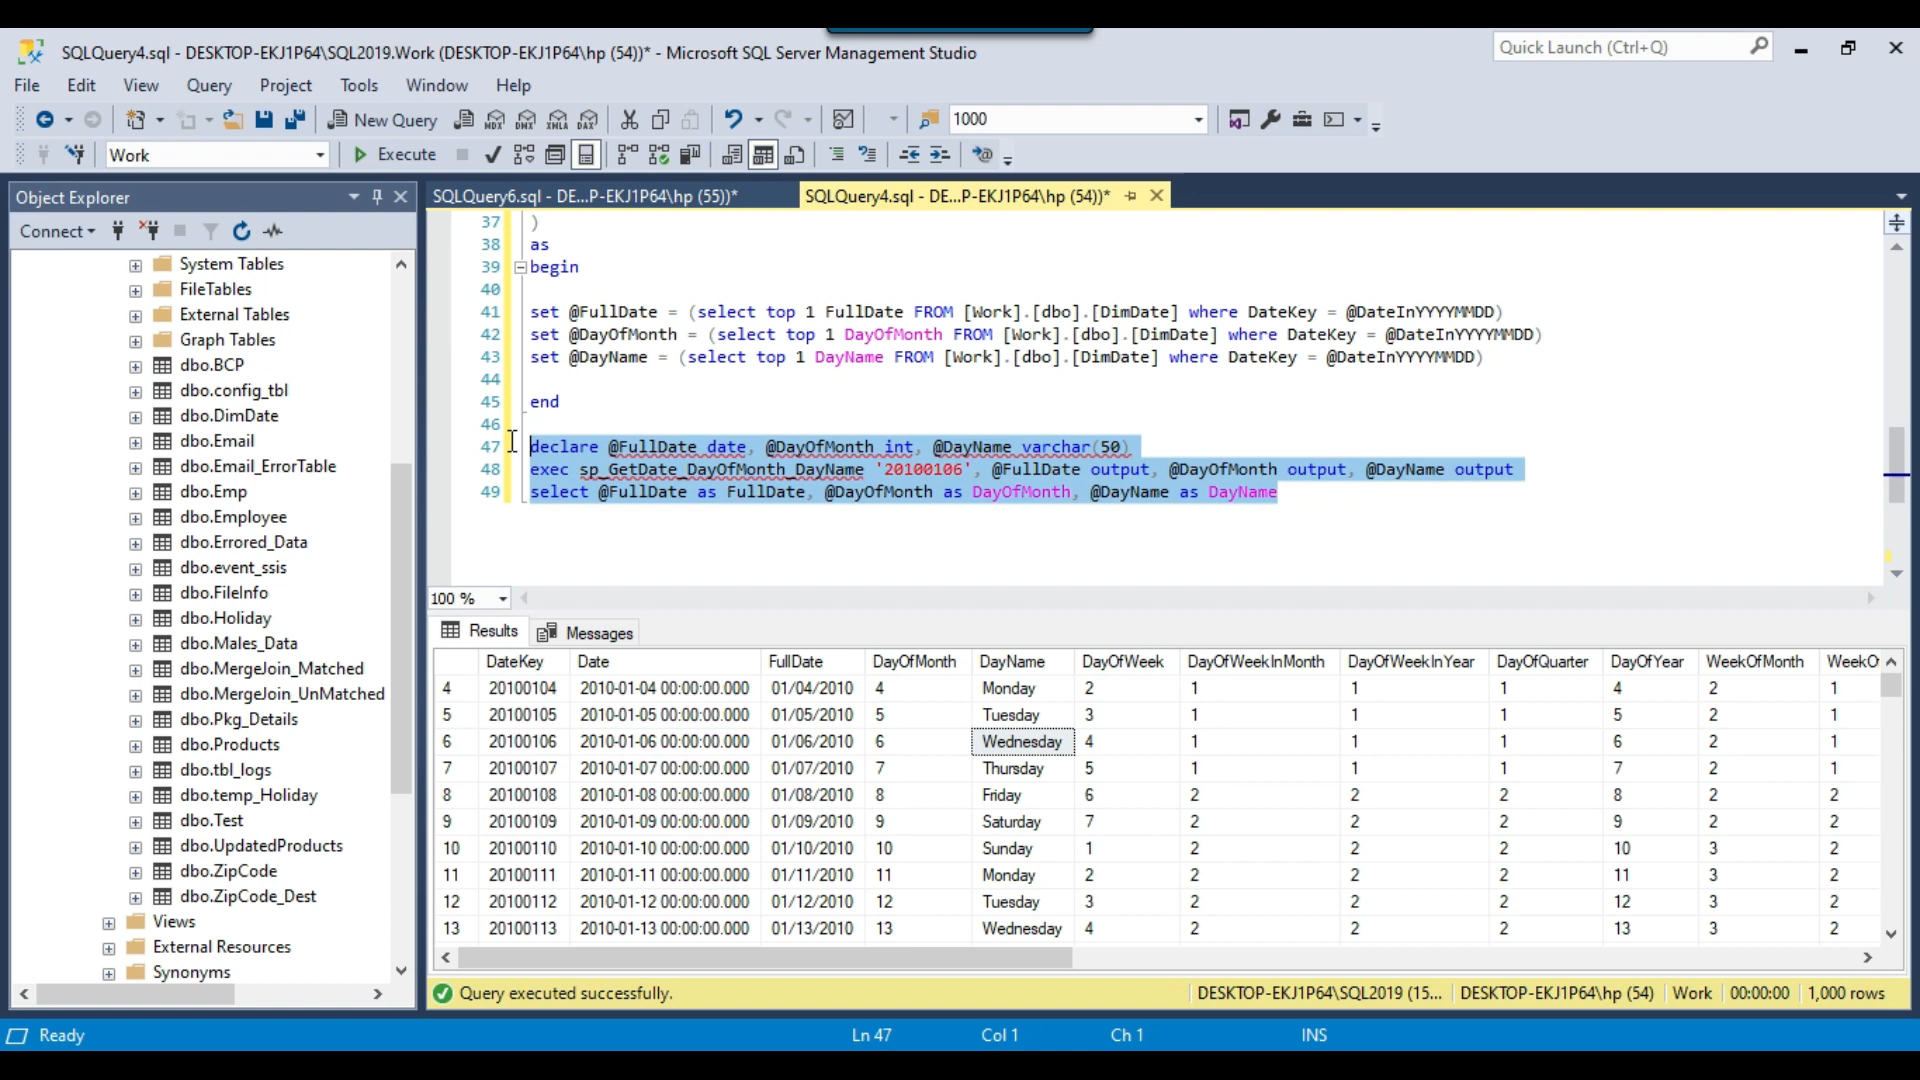 SQLQuery4.sql - DESKTOP-EKJ1P64\SQL2019.Work (DESKTOP-EKJ1P64\hp (54))* - Microsoft SQL Server Management Studio
Quick Launch (Ctrl+Q)
File Edit View Query Project Tools Window Help
New Query MDX DMX XMLA DAX 1000
Work Execute
Object Explorer
SQLQuery6.sql - DE...P-EKJ1P64\hp (55))* SQLQuery4.sql - DE...P-EKJ1P64\hp (54))*
Connect
System Tables
FileTables
External Tables
Graph Tables
dbo.BCP
dbo.config_tbl
dbo.DimDate
dbo.Email
dbo.Email_ErrorTable
dbo.Emp
dbo.Employee
dbo.Errored_Data
dbo.event_ssis
dbo.FileInfo
dbo.Holiday
dbo.Males_Data
dbo.MergeJoin_Matched
dbo.MergeJoin_UnMatched
dbo.Pkg_Details
dbo.Products
dbo.tbl_logs
dbo.temp_Holiday
dbo.Test
dbo.UpdatedProducts
dbo.ZipCode
dbo.ZipCode_Dest
Views
External Resources
Synonyms
37 )
38 as
39 begin
40
41 set @FullDate = (select top 1 FullDate FROM [Work].[dbo].[DimDate] where DateKey = @DateInYYYYMMDD)
42 set @DayOfMonth = (select top 1 DayOfMonth FROM [Work].[dbo].[DimDate] where DateKey = @DateInYYYYMMDD)
43 set @DayName = (select top 1 DayName FROM [Work].[dbo].[DimDate] where DateKey = @DateInYYYYMMDD)
44
45 end
46
47 declare @FullDate date, @DayOfMonth int, @DayName varchar(50)
48 exec sp_GetDate_DayOfMonth_DayName '20100106', @FullDate output, @DayOfMonth output, @DayName output
49 select @FullDate as FullDate, @DayOfMonth as DayOfMonth, @DayName as DayName
100 %
Results Messages
DateKey Date FullDate DayOfMonth DayName DayOfWeek DayOfWeekInMonth DayOfWeekInYear DayOfQuarter DayOfYear WeekOfMonth WeekO
4 20100104 2010-01-04 00:00:00.000 01/04/2010 4 Monday 2 1 1 1 4 2 1
5 20100105 2010-01-05 00:00:00.000 01/05/2010 5 Tuesday 3 1 1 1 5 2 1
6 20100106 2010-01-06 00:00:00.000 01/06/2010 6 Wednesday 4 1 1 1 6 2 1
7 20100107 2010-01-07 00:00:00.000 01/07/2010 7 Thursday 5 1 1 1 7 2 1
8 20100108 2010-01-08 00:00:00.000 01/08/2010 8 Friday 6 2 2 2 8 2 2
9 20100109 2010-01-09 00:00:00.000 01/09/2010 9 Saturday 7 2 2 2 9 2 2
10 20100110 2010-01-10 00:00:00.000 01/10/2010 10 Sunday 1 2 2 2 10 3 2
11 20100111 2010-01-11 00:00:00.000 01/11/2010 11 Monday 2 2 2 2 11 3 2
12 20100112 2010-01-12 00:00:00.000 01/12/2010 12 Tuesday 3 2 2 2 12 3 2
13 20100113 2010-01-13 00:00:00.000 01/13/2010 13 Wednesday 4 2 2 2 13 3 2
Query executed successfully. DESKTOP-EKJ1P64\SQL2019 (15... DESKTOP-EKJ1P64\hp (54) Work 00:00:00 1,000 rows
Ready Ln 47 Col 1 Ch 1 INS